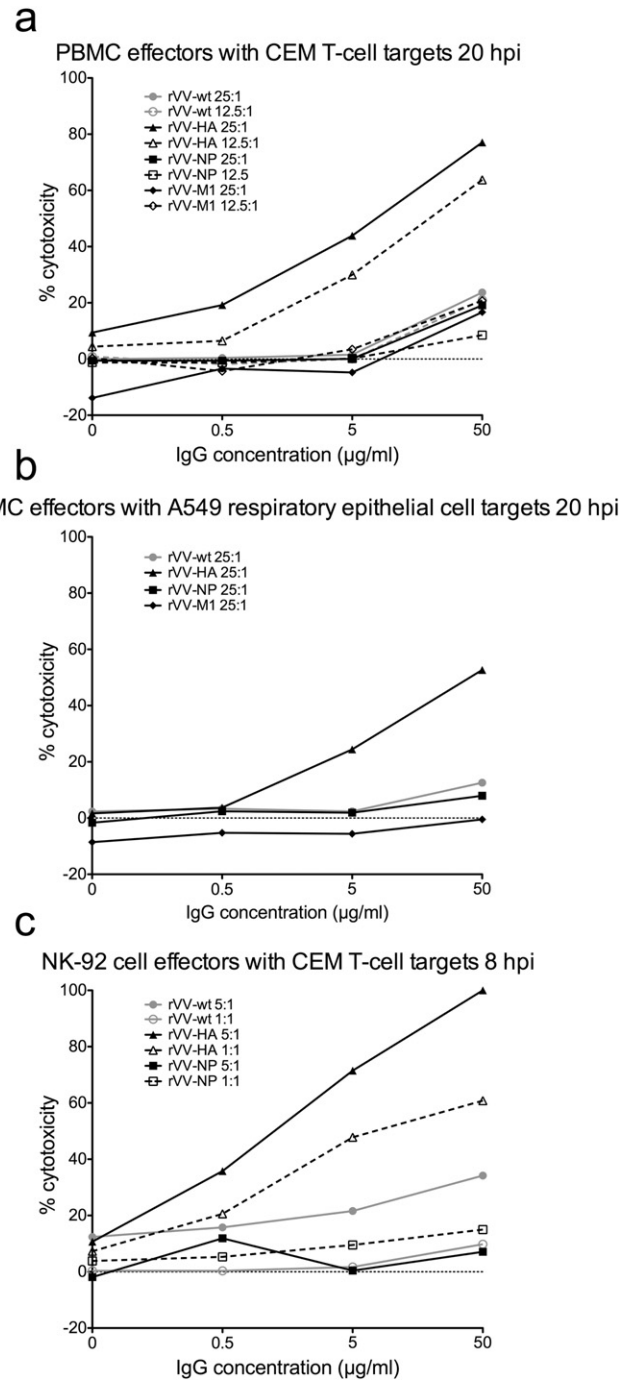 a
PBMC effectors with CEM T-cell targets 20 hpi
100
80
60
40
20
0
-20
% cytotoxicity
rVV-wt 25:1
rVV-wt 12.5:1
rVV-HA 25:1
rVV-HA 12.5:1
rVV-NP 25:1
rVV-NP 12.5
rVV-M1 25:1
rVV-M1 12.5:1
0 0.5 5 50
IgG concentration (µg/ml)
b
MC effectors with A549 respiratory epithelial cell targets 20 hpi
100
80
60
40
20
0
-20
% cytotoxicity
rVV-wt 25:1
rVV-HA 25:1
rVV-NP 25:1
rVV-M1 25:1
0 0.5 5 50
IgG concentration (µg/ml)
c
NK-92 cell effectors with CEM T-cell targets 8 hpi
100
80
60
40
20
0
-20
% cytotoxicity
rVV-wt 5:1
rVV-wt 1:1
rVV-HA 5:1
rVV-HA 1:1
rVV-NP 5:1
rVV-NP 1:1
0 0.5 5 50
IgG concentration (µg/ml)